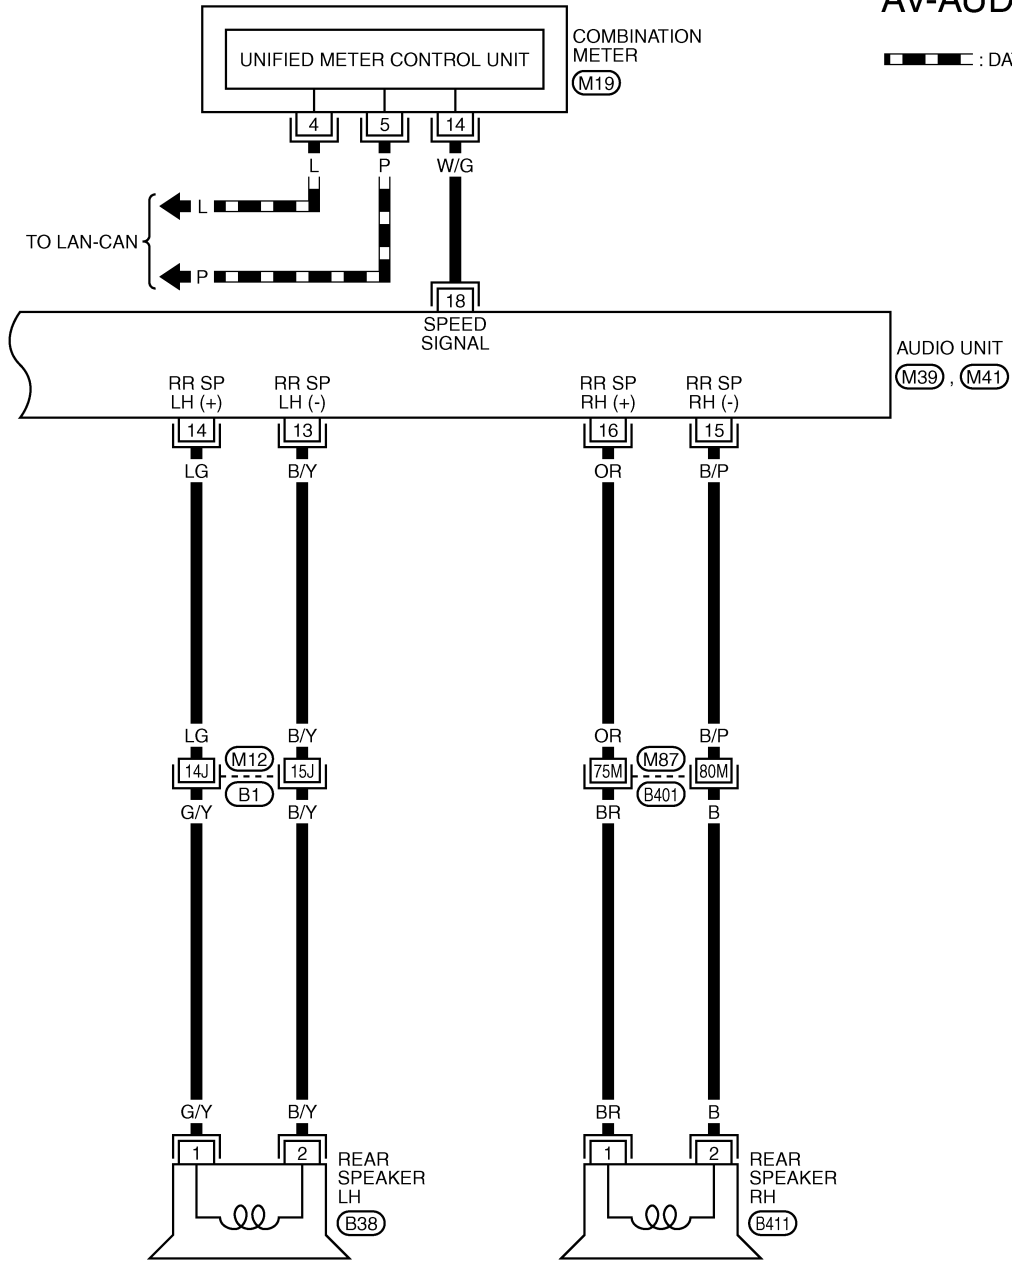 AV-AUD
: DA
UNIFIED METER CONTROL UNIT
COMBINATION
METER
M19
4 5 14
L P W/G
L
TO LAN-CAN
P
18
SPEED
SIGNAL
AUDIO UNIT
M39 , M41
RR SP RR SP RR SP RR SP
LH (+) LH (-) RH (+) RH (-)
14 13 16 15
LG B/Y OR B/P
LG B/Y OR B/P
M12 M87
14J 15J 75M 80M
B1 B401
G/Y B/Y BR B
G/Y B/Y BR B
1 2 1 2
REAR
SPEAKER
LH
B38
REAR
SPEAKER
RH
B411